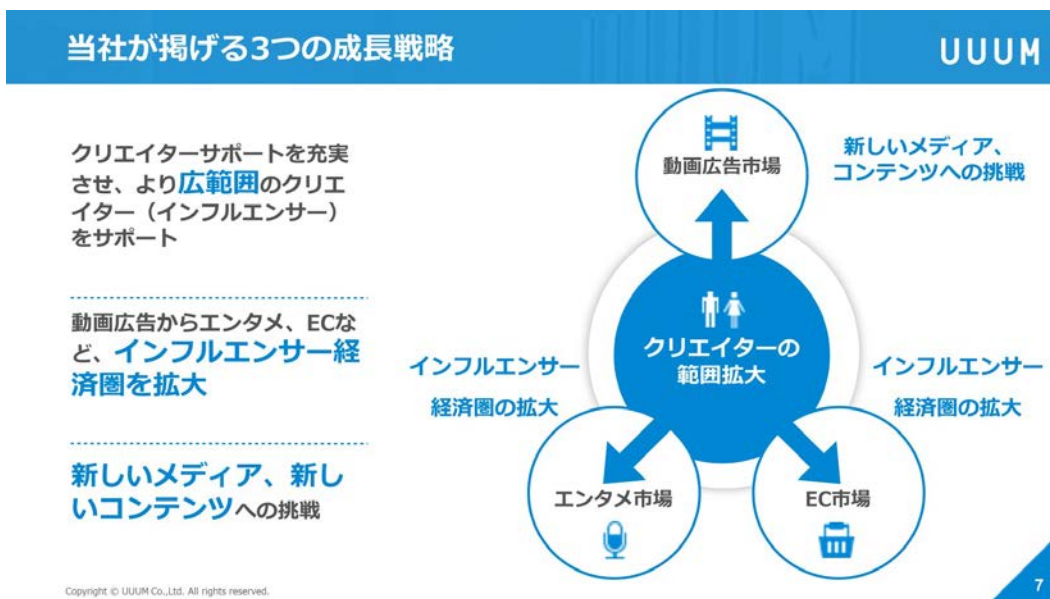 当社が掲げる3つの成長戦略
UUUM
クリエイターサポートを充実
させ、より広範囲のクリエ
イター（インフルエンサー）
をサポート
動画広告からエンタメ、ECな
ど、インフルエンサー経
済圏を拡大
新しいメディア、新し
いコンテンツへの挑戦
動画広告市場
新しいメディア、
コンテンツへの挑戦
クリエイターの
範囲拡大
インフルエンサー
経済圏の拡大
インフルエンサー
経済圏の拡大
エンタメ市場
EC市場
Copyright © UUUM Co.,Ltd. All rights reserved.
7